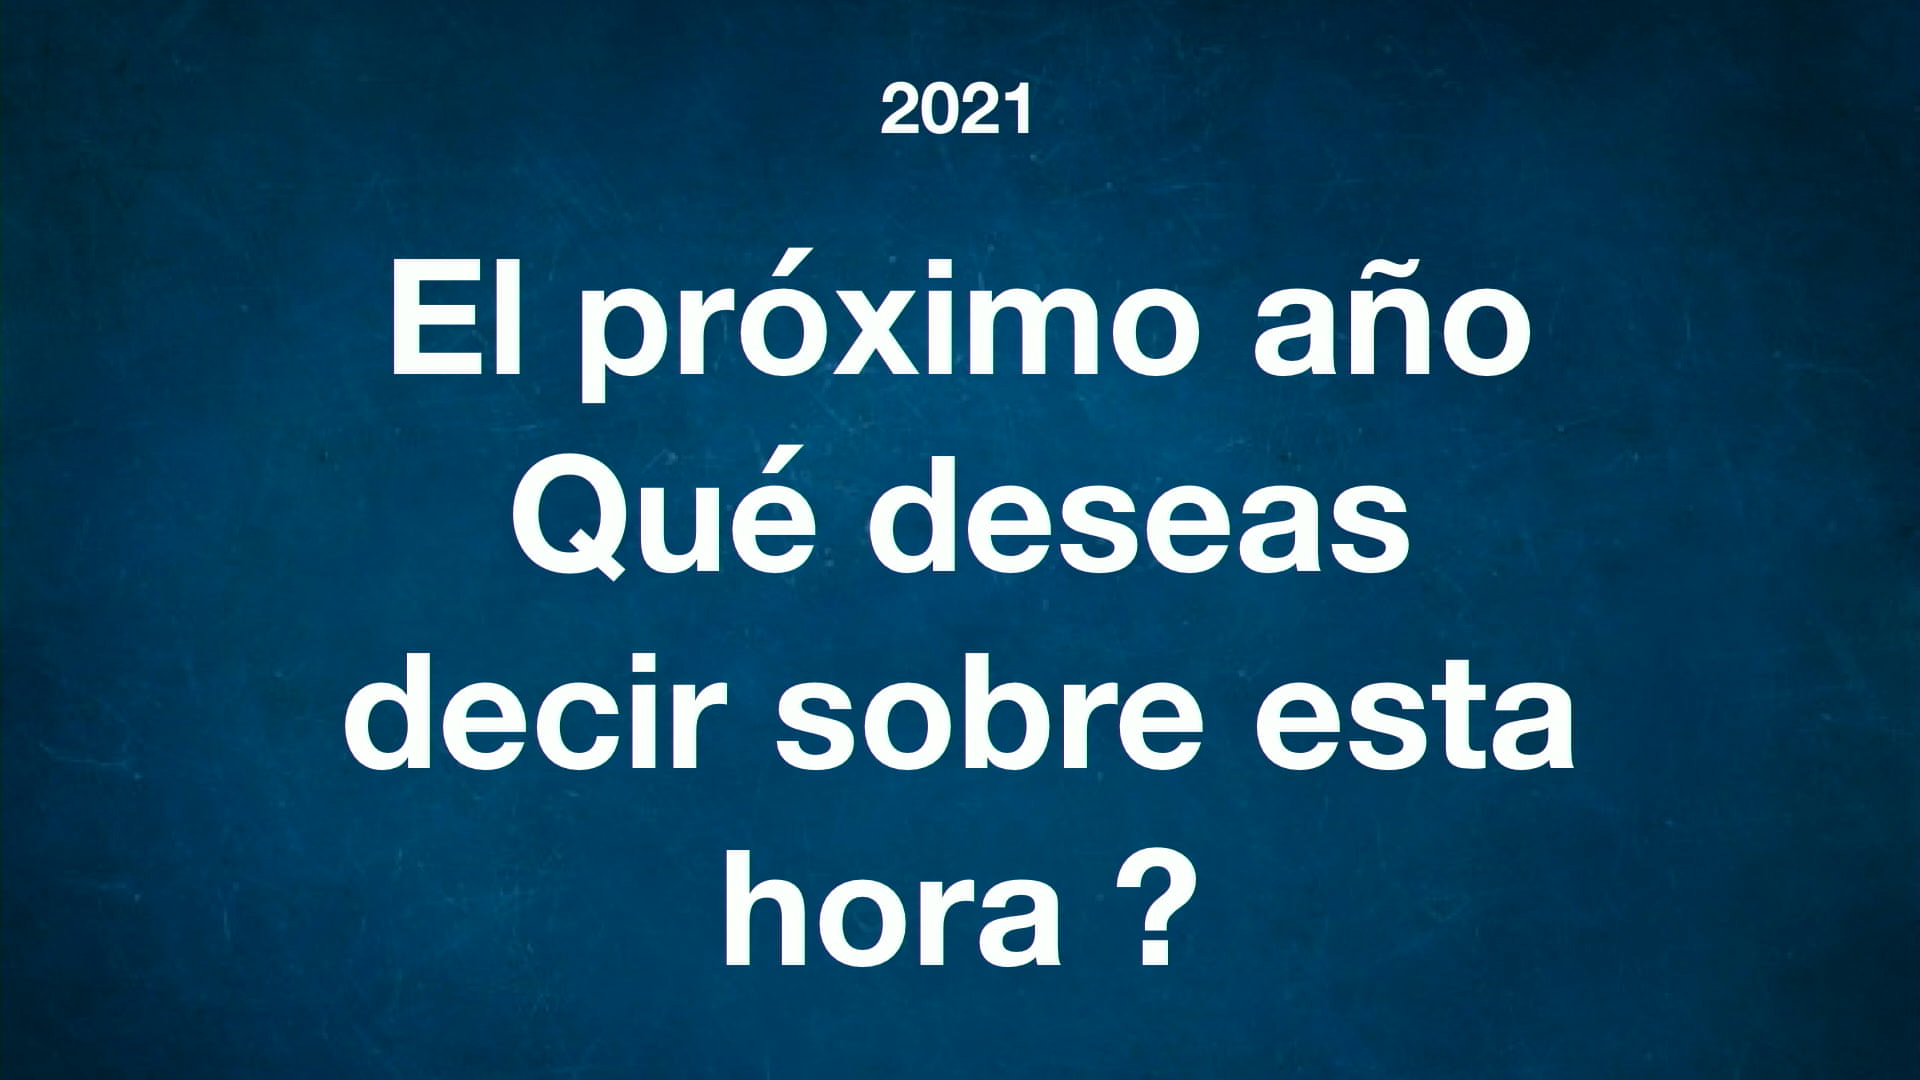 2021
El próximo año
Qué deseas
decir sobre esta
hora ?